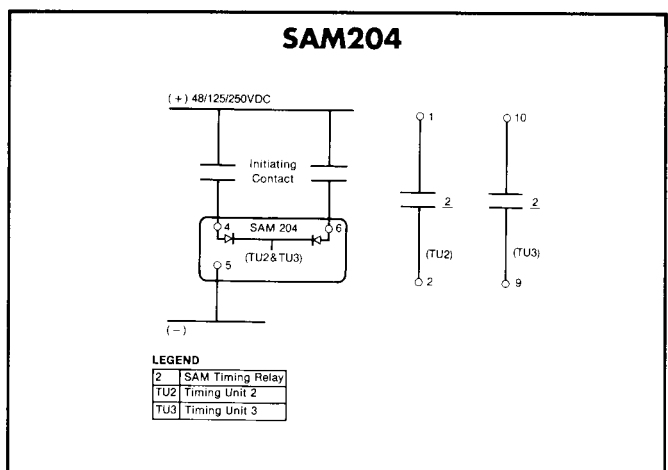 SAM204
(+) 48/125/250VDC
1
10
Initiating
Contact
2
2
4
SAM 204
6
(TU2&TU3)
(TU2)
(TU3)
5
2
9
(-)
LEGEND
2 SAM Timing Relay
TU2 Timing Unit 2
TU3 Timing Unit 3